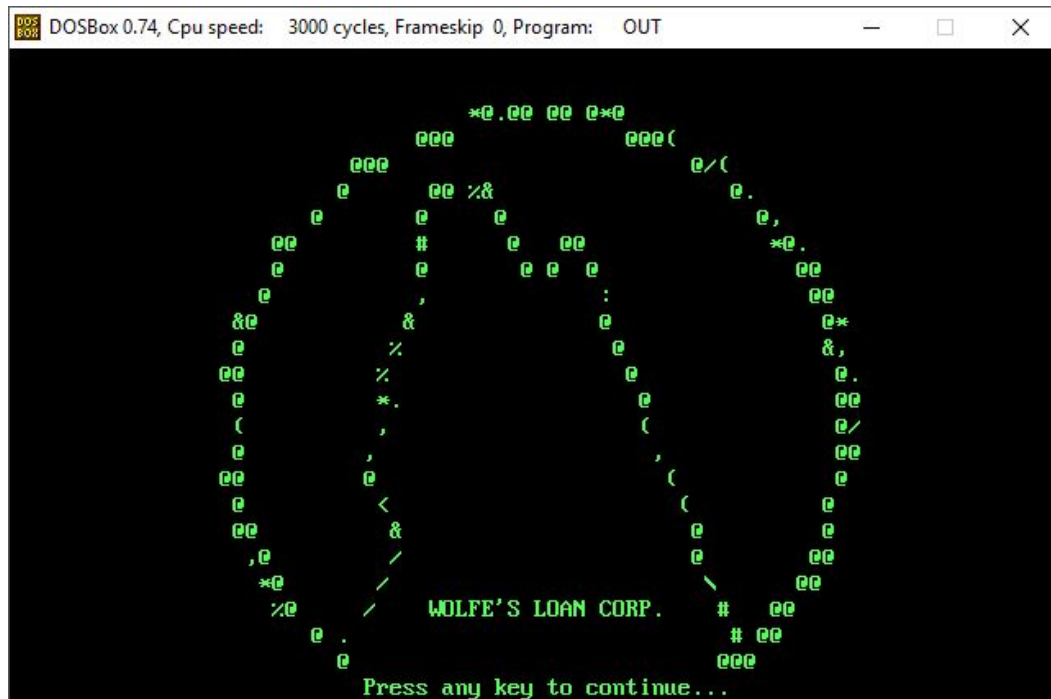 DOSBox 0.74, Cpu speed: 3000 cycles, Frameskip 0, Program: OUT
WOLFE'S LOAN CORP.
Press any key to continue...